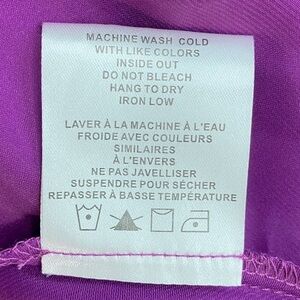 MACHINE WASH COLD
WITH LIKE COLORS
INSIDE OUT
DO NOT BLEACH
HANG TO DRY
IRON LOW
LAVER À LA MACHINE À L'EAU
FROIDE AVEC COULEURS
SIMILAIRES
À L'ENVERS
NE PAS JAVELLISER
SUSPENDRE POUR SÉCHER
REPASSER À BASSE TEMPÉRATURE